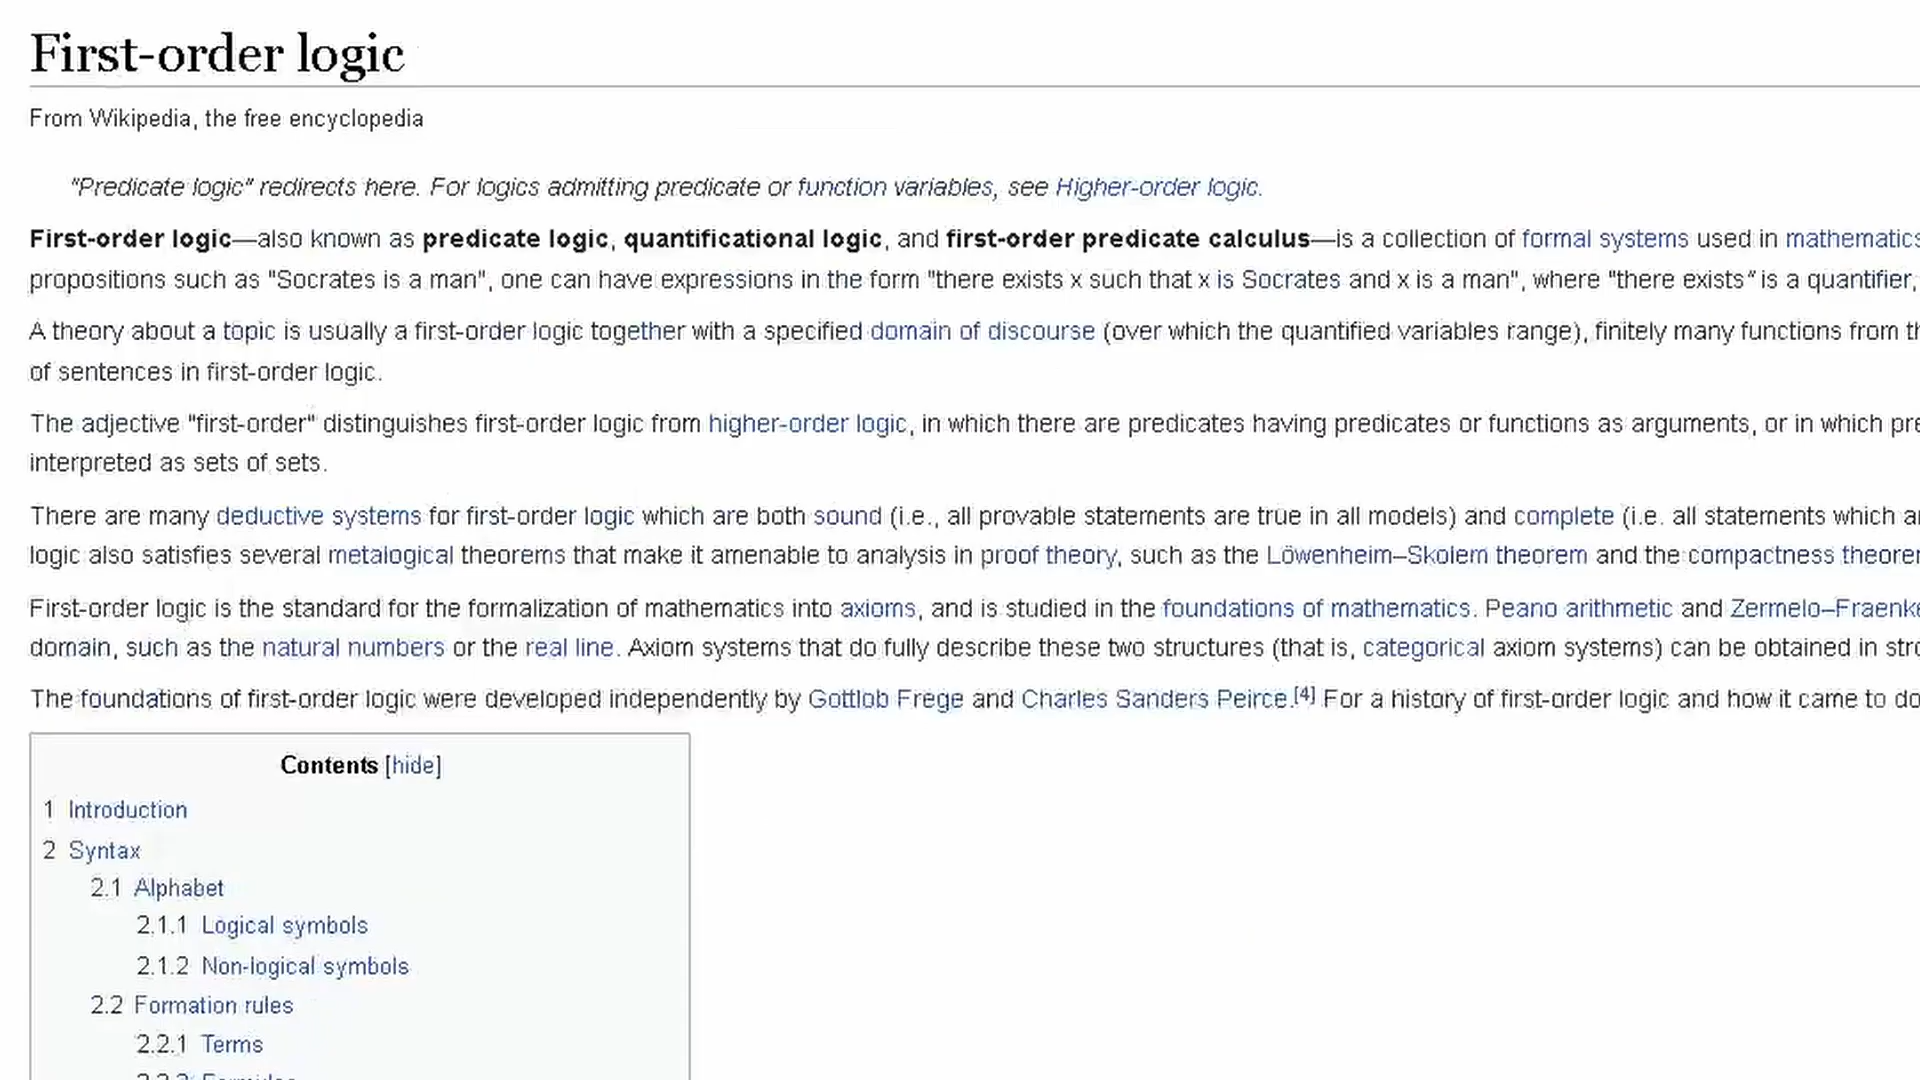 First-order logic
From Wikipedia, the free encyclopedia
"Predicate logic" redirects here. For logics admitting predicate or function variables, see Higher-order logic.
First-order logic—also known as predicate logic, quantificational logic, and first-order predicate calculus—is a collection of formal systems used in mathematics
propositions such as "Socrates is a man", one can have expressions in the form "there exists x such that x is Socrates and x is a man", where "there exists" is a quantifier,
A theory about a topic is usually a first-order logic together with a specified domain of discourse (over which the quantified variables range), finitely many functions from
of sentences in first-order logic.
The adjective "first-order" distinguishes first-order logic from higher-order logic, in which there are predicates having predicates or functions as arguments, or in which
interpreted as sets of sets.
There are many deductive systems for first-order logic which are both sound (i.e., all provable statements are true in all models) and complete (i.e. all statements which
logic also satisfies several metalogical theorems that make it amenable to analysis in proof theory, such as the Löwenheim–Skolem theorem and the compactness
First-order logic is the standard for the formalization of mathematics into axioms, and is studied in the foundations of mathematics. Peano arithmetic and
domain, such as the natural numbers or the real line. Axiom systems that do fully describe these two structures (that is, categorical axiom systems) can be obtained in
The foundations of first-order logic were developed independently by Gottlob Frege and Charles Sanders Peirce.[4] For a history of first-order logic and how it came to
Contents [hide]
1 Introduction
2 Syntax
2.1 Alphabet
2.1.1 Logical symbols
2.1.2 Non-logical symbols
2.2 Formation rules
2.2.1 Terms